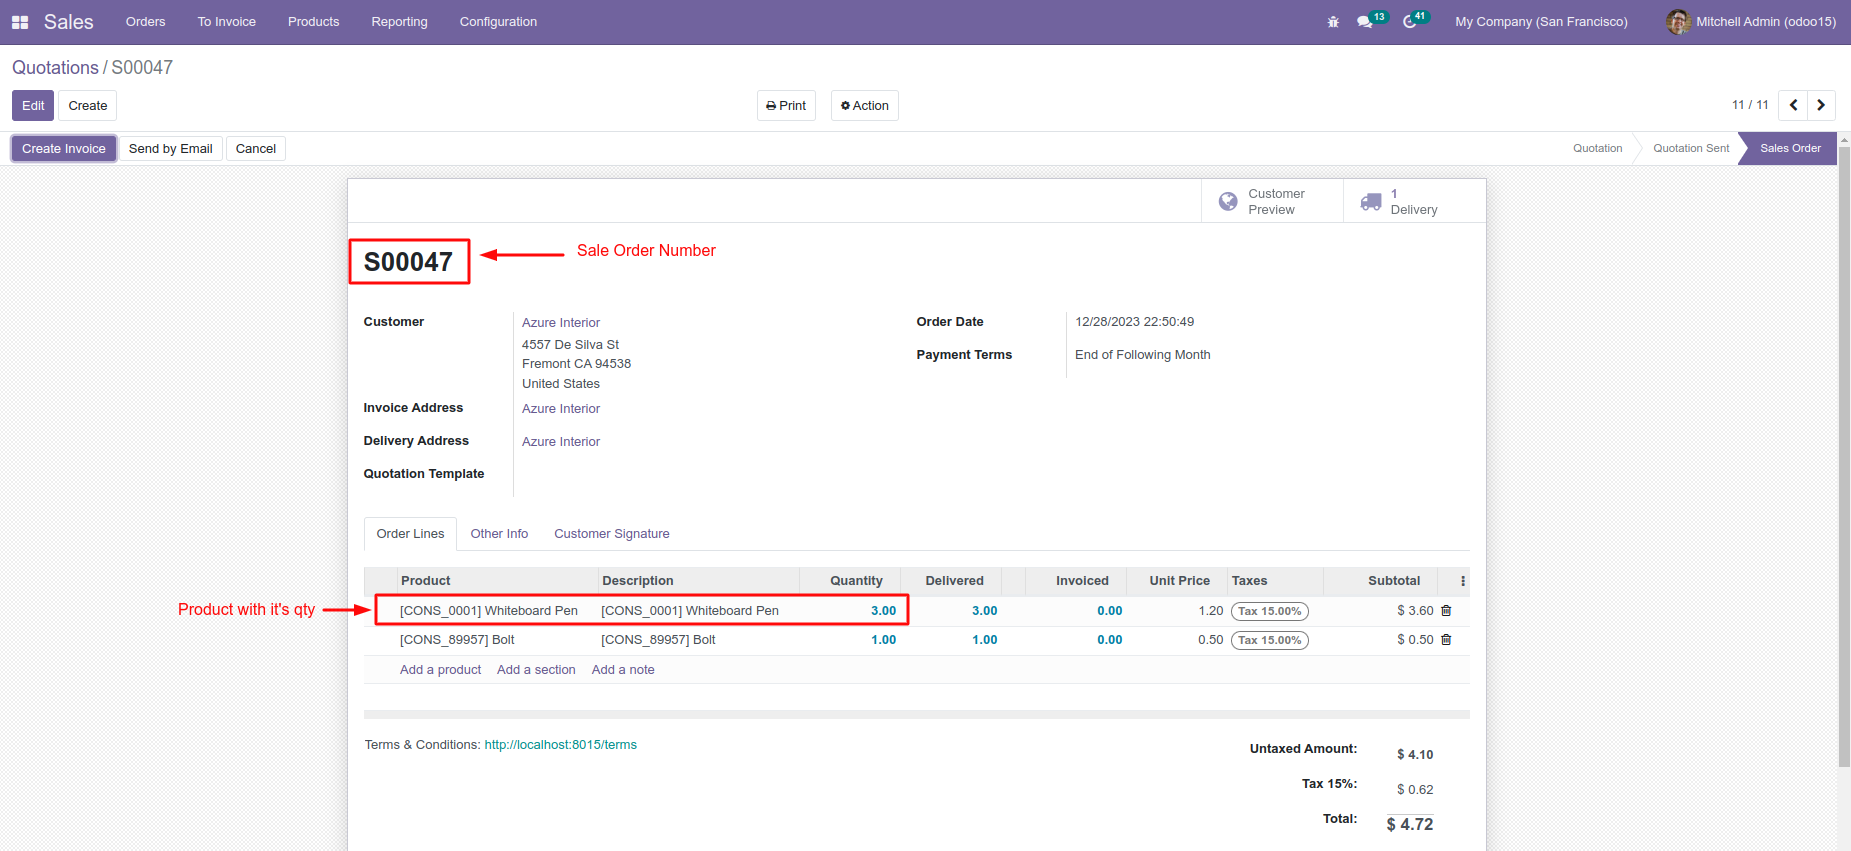 Sales Orders To Invoice Products Reporting Configuration 13 41 My Company (San Francisco) Mitchell Admin (odoo15)
Quotations / S00047
Edit Create Print Action 11 / 11
Create Invoice Send by Email Cancel Quotation Quotation Sent Sales Order
Customer Preview 1 Delivery
S00047 Sale Order Number
Customer Azure Interior Order Date 12/28/2023 22:50:49
4557 De Silva St
Payment Terms End of Following Month
Fremont CA 94538
United States
Invoice Address Azure Interior
Delivery Address Azure Interior
Quotation Template
Order Lines Other Info Customer Signature
Product Description Quantity Delivered Invoiced Unit Price Taxes Subtotal
Product with it's qty [CONS_0001] Whiteboard Pen [CONS_0001] Whiteboard Pen 3.00 3.00 0.00 1.20 Tax 15.00% $ 3.60
[CONS_89957] Bolt [CONS_89957] Bolt 1.00 1.00 0.00 0.50 Tax 15.00% $ 0.50
Add a product Add a section Add a note
Terms & Conditions: http://localhost:8015/terms
Untaxed Amount: $ 4.10
Tax 15%: $ 0.62
Total: $ 4.72